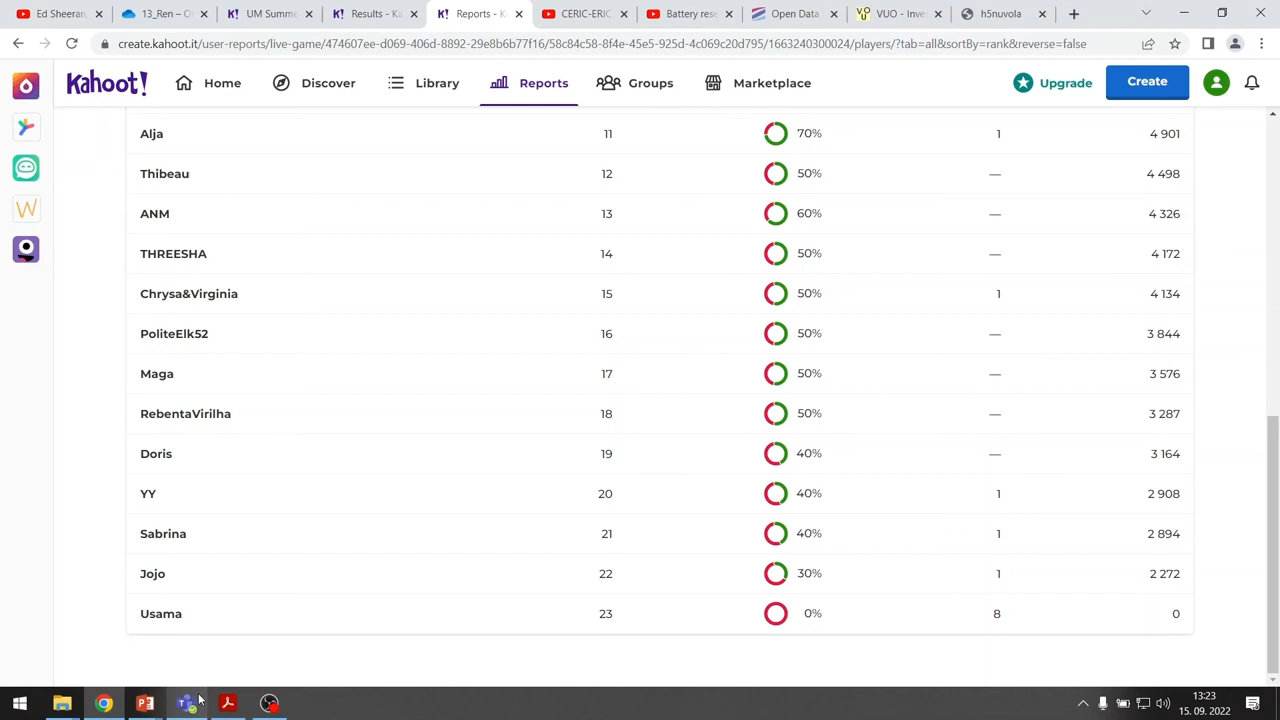 Ed Sheeran
13_Ren - O
UM Summe
Results - Ka
Reports - K
CERIC-ERIC
Battery rese
Open Data
VUO - Inve
h5nuvola
create.kahoot.it/user-reports/live-game/474607ee-d069-406d-8892-29e8b6b77f16/58c84c58-8f4e-45e5-925d-4c069c20d795/1663240300024/players/?tab=all&sortBy=rank&reverse=false
Kahoot! Home Discover Library Reports Groups Marketplace Upgrade Create
Alja 11 70% 1 4 901
Thibeau 12 50% — 4 498
ANM 13 60% — 4 326
THREESHA 14 50% — 4 172
Chrysa&Virginia 15 50% 1 4 134
PoliteElk52 16 50% — 3 844
Maga 17 50% — 3 576
RebentaVirilha 18 50% — 3 287
Doris 19 40% — 3 164
YY 20 40% 1 2 908
Sabrina 21 40% 1 2 894
Jojo 22 30% 1 2 272
Usama 23 0% 8 0
13:23
15. 09. 2022